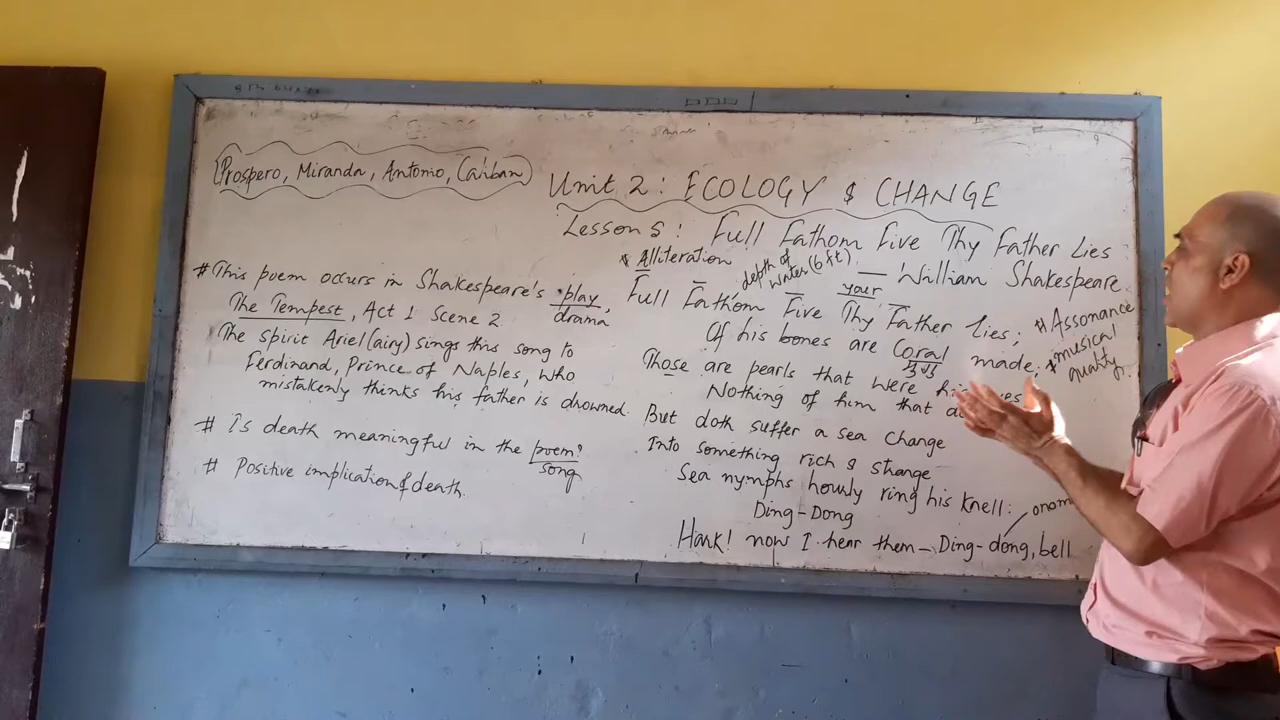 Prospero, Miranda, Antonio, Caliban
Unit 2: ECOLOGY & CHANGE
Lesson 5: Full Fathom Five Thy Father Lies
— William Shakespeare
# This poem occurs in Shakespeare's play,
drama
The Tempest, Act 1 Scene 2.
The spirit Ariel (airy) sings this song to
Ferdinand, Prince of Naples, who
mistakenly thinks his father is drowned.
# Is death meaningful in the poem?
song
# Positive implication of death.
* Alliteration
depth of
water (6 ft).
your
Full Fathom Five Thy Father lies;
Of his bones are Coral made;
Those are pearls that were his
Nothing of him that
But doth suffer a sea change
Into something rich & strange
Sea nymphs hourly ring his knell:
Ding-Dong
Hark! now I hear them – Ding-dong, bell
# Assonance
* musical
quality
onom